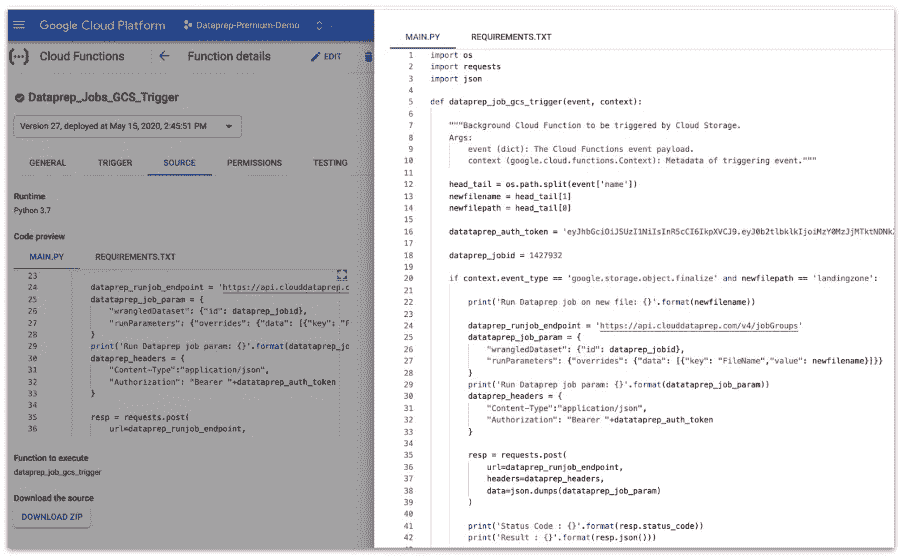 Google Cloud Platform
Dataprep-Premium-Demo
Cloud Functions
Function details
EDIT
Dataprep_Jobs_GCS_Trigger
Version 27, deployed at May 15, 2020, 2:45:51 PM
GENERAL TRIGGER SOURCE PERMISSIONS TESTING
Runtime
Python 3.7
Code preview
MAIN.PY REQUIREMENTS.TXT
23
24 dataprep_runjob_endpoint = 'https://api.clouddataprep.c
25 datataprep_job_param = {
26 "wrangledDataset": {"id": dataprep_jobid},
27 "runParameters": {"overrides": {"data": [{"key": "F
28 }
29 print('Run Dataprep job param: {}'.format(datataprep_jo
30 dataprep_headers = {
31 "Content-Type":"application/json",
32 "Authorization": "Bearer "+datataprep_auth_token
33 }
34
35 resp = requests.post(
36 url=dataprep_runjob_endpoint,
Function to execute
dataprep_job_gcs_trigger
Download the source
DOWNLOAD ZIP
MAIN.PY REQUIREMENTS.TXT
1 import os
2 import requests
3 import json
4
5 def dataprep_job_gcs_trigger(event, context):
6
7 """Background Cloud Function to be triggered by Cloud Storage.
8 Args:
9 event (dict): The Cloud Functions event payload.
10 context (google.cloud.functions.Context): Metadata of triggering event."""
11
12 head_tail = os.path.split(event['name'])
13 newfilename = head_tail[1]
14 newfilepath = head_tail[0]
15
16 datataprep_auth_token =
17
18 dataprep_jobid = 1427932
19
20 if context.event_type == 'google.storage.object.finalize' and newfilepath == 'landingzone':
21
22 print('Run Dataprep job on new file: {}'.format(newfilename))
23
24 dataprep_runjob_endpoint = 'https://api.clouddataprep.com/v4/jobGroups'
25 datataprep_job_param = {
26 "wrangledDataset": {"id": dataprep_jobid},
27 "runParameters": {"overrides": {"data": [{"key": "FileName","value": newfilename}]}}
28 }
29 print('Run Dataprep job param: {}'.format(datataprep_job_param))
30 dataprep_headers = {
31 "Content-Type":"application/json",
32 "Authorization": "Bearer "+datataprep_auth_token
33 }
34
35 resp = requests.post(
36 url=dataprep_runjob_endpoint,
37 headers=dataprep_headers,
38 data=json.dumps(datataprep_job_param)
39 )
40
41 print('Status Code : {}'.format(resp.status_code))
42 print('Result : {}'.format(resp.json()))